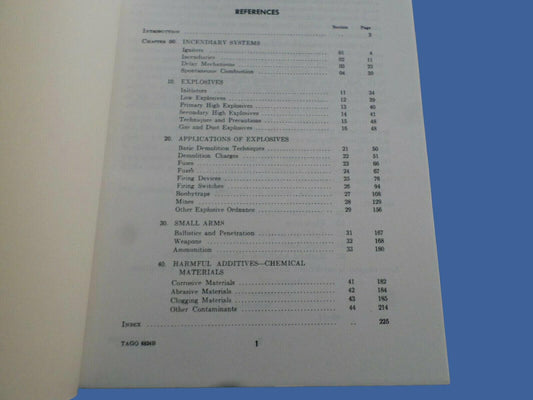 REFERENCES
Section Page
INTRODUCTION .. 3
CHAPTER 00. INCENDIARY SYSTEMS
Igniters 01 4
Incendiaries 02 11
Delay Mechanisms 03 22
Spontaneous Combustion 04 30
10. EXPLOSIVES
Initiators 11 34
Low Explosives 12 39
Primary High Explosives 13 40
Secondary High Explosives 14 41
Techniques and Precautions 15 48
Gas and Dust Explosives 16 48
20. APPLICATIONS OF EXPLOSIVES
Basic Demolition Techniques 21 50
Demolition Charges 22 51
Fuses 23 66
Fuzes 24 67
Firing Devices 25 76
Firing Switches 26 94
Boobytraps 27 108
Mines 28 129
Other Explosive Ordnance 29 156
30. SMALL ARMS
Ballistics and Penetration 31 167
Weapons 32 168
Ammunition 33 180
40. HARMFUL ADDITIVES—CHEMICAL
MATERIALS
Corrosive Materials 41 182
Abrasive Materials 42 184
Clogging Materials 43 185
Other Contaminants 44 214
INDEX .. 225
TAGO 1